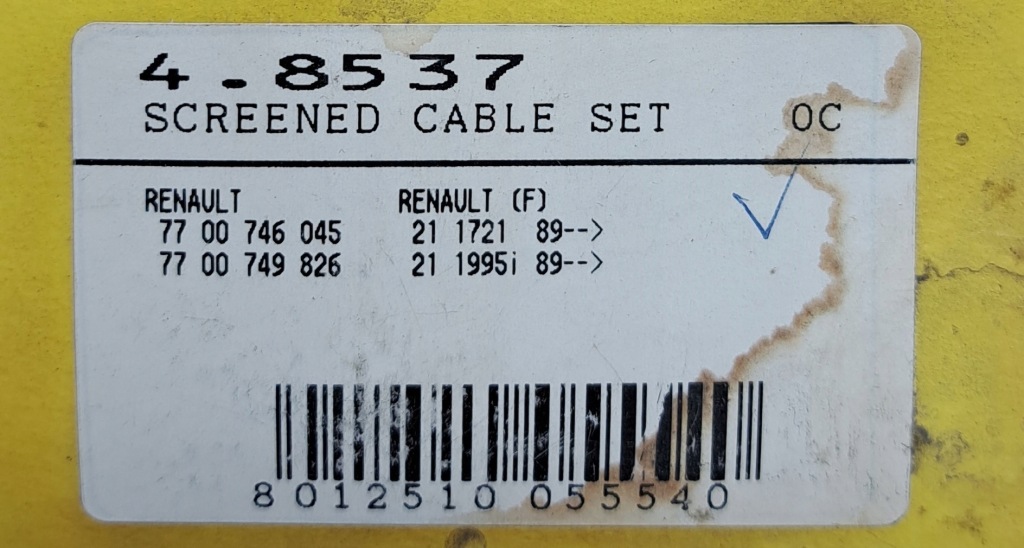 4.8537
SCREENED CABLE SET OC
RENAULT RENAULT (F)
77 00 746 045 21 1721 89-->
77 00 749 826 21 1995i 89-->
8 012510 055540